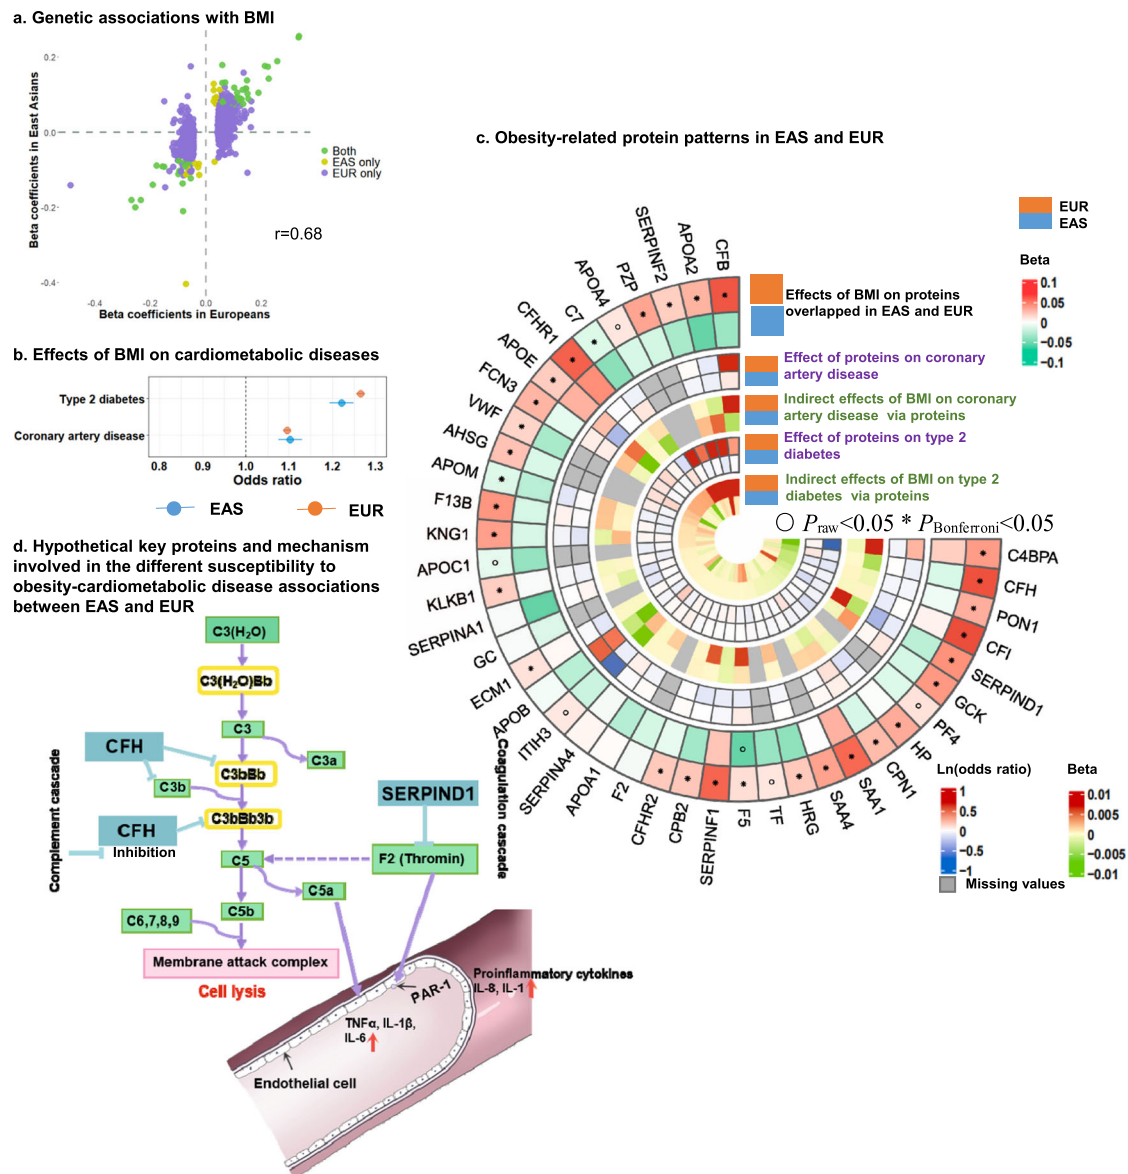 a. Genetic associations with BMI
Beta coefficients in East Asians
0.2
0.0
-0.2
-0.4
-0.4
-0.2
0.0
0.2
Beta coefficients in Europeans
Both
EAS only
EUR only
r=0.68
b. Effects of BMI on cardiometabolic diseases
Type 2 diabetes
Coronary artery disease
0.8 0.9 1.0 1.1 1.2 1.3
Odds ratio
EAS EUR
c. Obesity-related protein patterns in EAS and EUR
EUR
EAS
Beta
0.1
0.05
0
-0.05
-0.1
Effects of BMI on proteins
overlapped in EAS and EUR
Effect of proteins on coronary
artery disease
Indirect effects of BMI on coronary
artery disease via proteins
Effect of proteins on type 2
diabetes
Indirect effects of BMI on type 2
diabetes via proteins
○ Praw<0.05 * PBonferroni<0.05
C4BPA
CFH
PON1
CFI
SERPIND1
GCK
PF4
HP
CPN1
SAA1
SAA4
HRG
TF
F5
SERPINF1
CPB2
CFHR2
F2
APOA1
SERPINA4
ITIH3
APOB
ECM1
GC
SERPINA1
KLKB1
APOC1
KNG1
F13B
APOM
AHSG
VWF
FCN3
APOE
CFHR1
C7
APOA4
PZP
SERPINF2
APOA2
CFB
Ln(odds ratio)
1
0.5
0
-0.5
-1
Missing values
Beta
0.01
0.005
0
-0.005
-0.01
d. Hypothetical key proteins and mechanism
involved in the different susceptibility to
obesity-cardiometabolic disease associations
between EAS and EUR
Complement cascade
Coagulation cascade
C3(H2O)
C3(H2O)Bb
C3
C3a
CFH
C3bBb
C3b
CFH
C3bBb3b
Inhibition
SERPIND1
F2 (Thromin)
C5
C5a
C5b
C6,7,8,9
Membrane attack complex
Cell lysis
PAR-1
Proinflammatory cytokines
IL-8, IL-1
TNFα, IL-1β,
IL-6
Endothelial cell